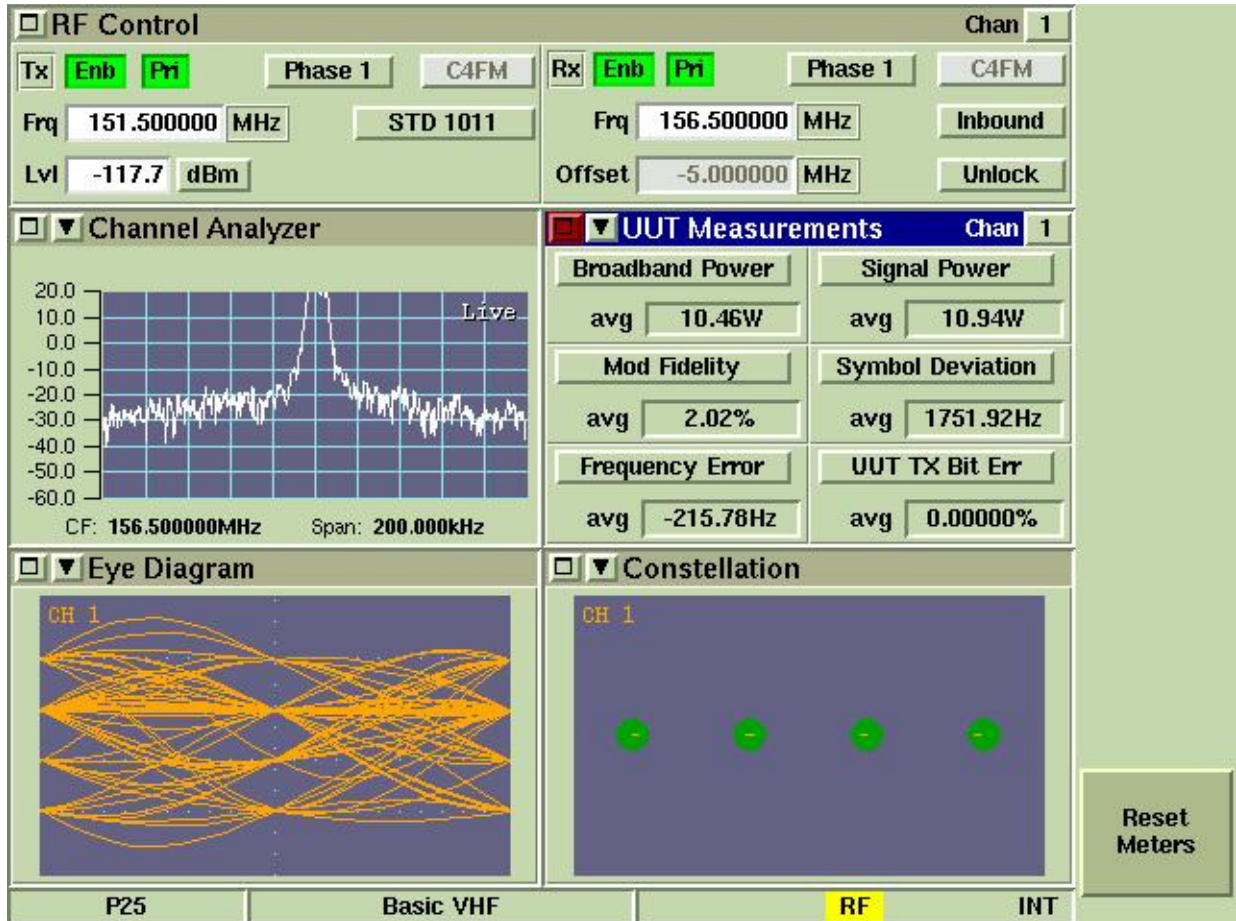 RF Control
Chan 1
Tx Enb Pri Phase 1 C4FM
Frq 151.500000 MHz STD 1011
Lvl -117.7 dBm
Rx Enb Pri Phase 1 C4FM
Frq 156.500000 MHz Inbound
Offset -5.000000 MHz Unlock
Channel Analyzer
Live
20.0
10.0
0.0
-10.0
-20.0
-30.0
-40.0
-50.0
-60.0
CF: 156.500000MHz Span: 200.000kHz
UUT Measurements Chan 1
Broadband Power
avg 10.46W
Signal Power
avg 10.94W
Mod Fidelity
avg 2.02%
Symbol Deviation
avg 1751.92Hz
Frequency Error
avg -215.78Hz
UUT TX Bit Err
avg 0.00000%
Eye Diagram
CH 1
Constellation
CH 1
Reset
Meters
P25 Basic VHF RF INT